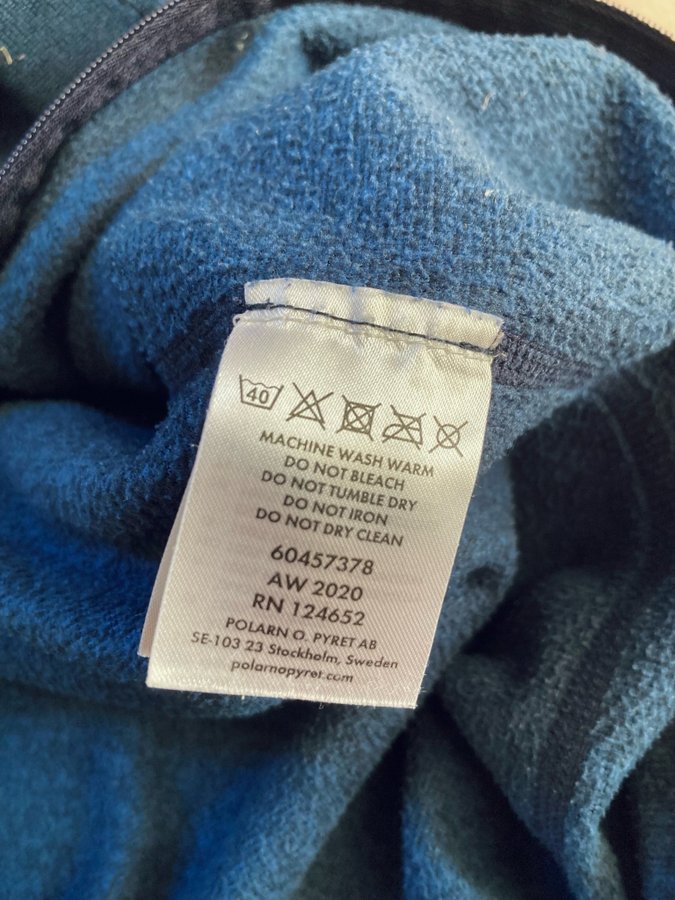 40
MACHINE WASH WARM
DO NOT BLEACH
DO NOT TUMBLE DRY
DO NOT IRON
DO NOT DRY CLEAN
60457378
AW 2020
RN 124652
POLARN O. PYRET AB
SE-103 23 Stockholm, Sweden
polarnopyret.com